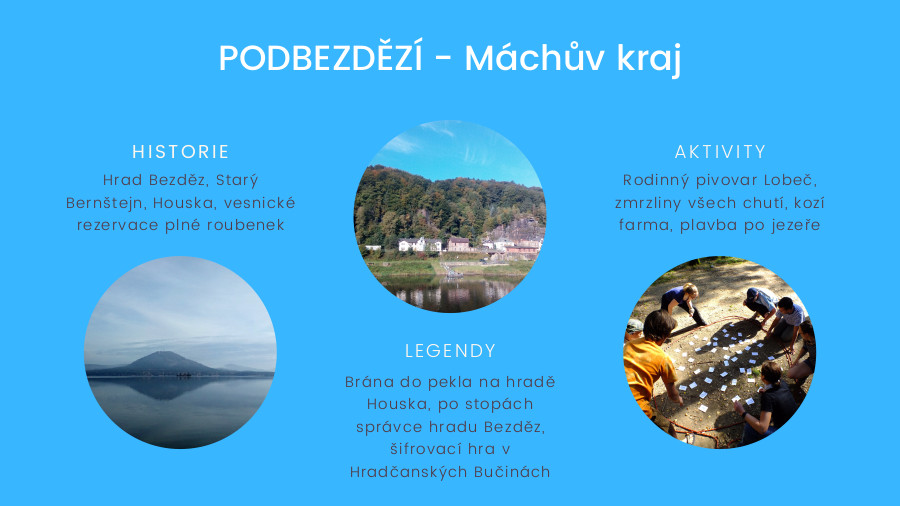 PODBEZDĚZÍ - Máchův kraj
HISTORIE
Hrad Bezděz, Starý
Bernštejn, Houska, vesnické
rezervace plné roubenek
LEGENDY
Brána do pekla na hradě
Houska, po stopách
správce hradu Bezděz,
šifrovací hra v
Hradčanských Bučinách
AKTIVITY
Rodinný pivovar Lobeč,
zmrzliny všech chutí, kozí
farma, plavba po jezeře